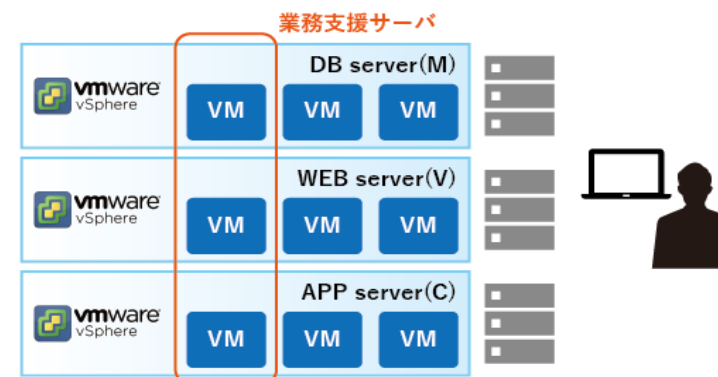 業務支援サーバ
DB server(M)
vmware
vSphere
VM VM VM
WEB server(V)
vmware
vSphere
VM VM VM
APP server(C)
vmware
vSphere
VM VM VM